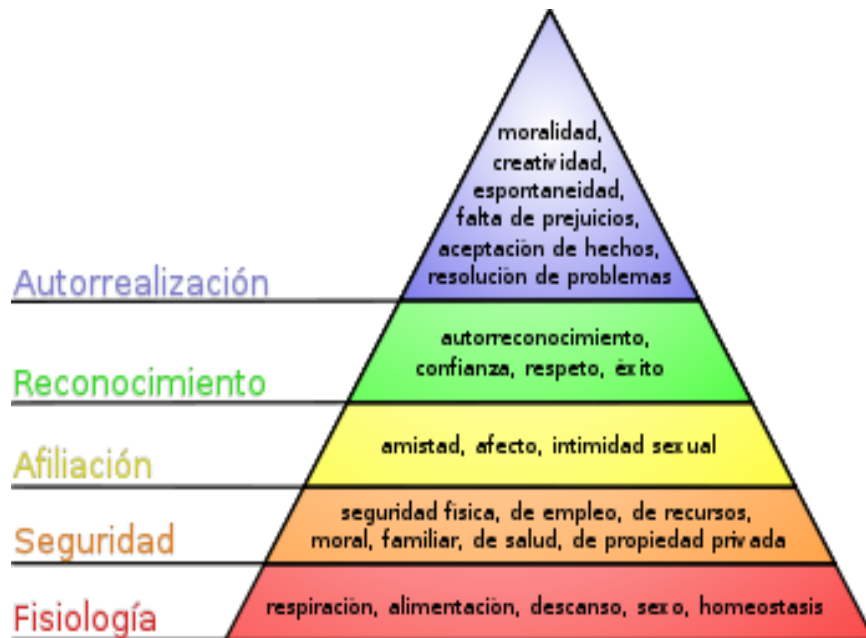 moralidad,
creatividad,
espontaneidad,
falta de prejuicios,
aceptación de hechos,
resolución de problemas
Autorrealización
autorreconocimiento,
confianza, respeto, éxito
Reconocimiento
amistad, afecto, intimidad sexual
Afiliación
seguridad física, de empleo, de recursos,
moral, familiar, de salud, de propiedad privada
Seguridad
respiración, alimentación, descanso, sexo, homeostasis
Fisiología